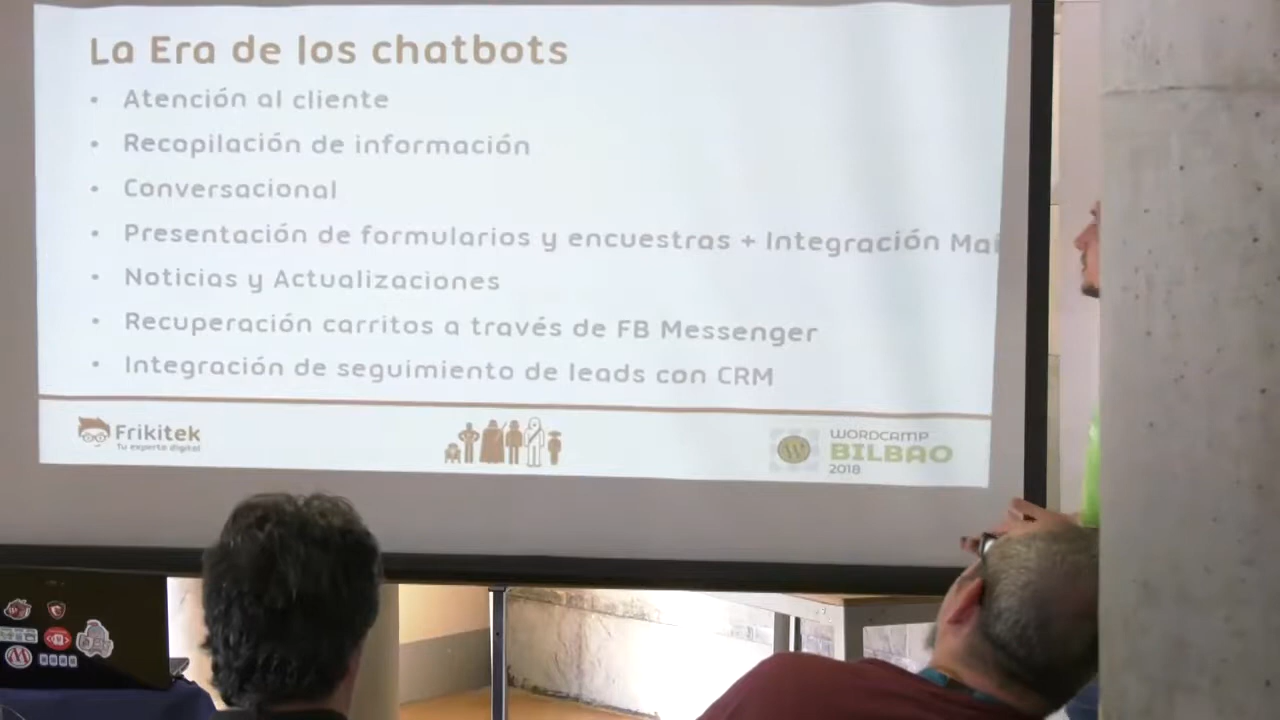 La Era de los chatbots
• Atención al cliente
• Recopilación de información
• Conversacional
• Presentación de formularios y encuestras + Integración Mai
• Noticias y Actualizaciones
• Recuperación carritos a través de FB Messenger
• Integración de seguimiento de leads con CRM
Frikitek
Tu experto digital
WORDCAMP
BILBAO
2018